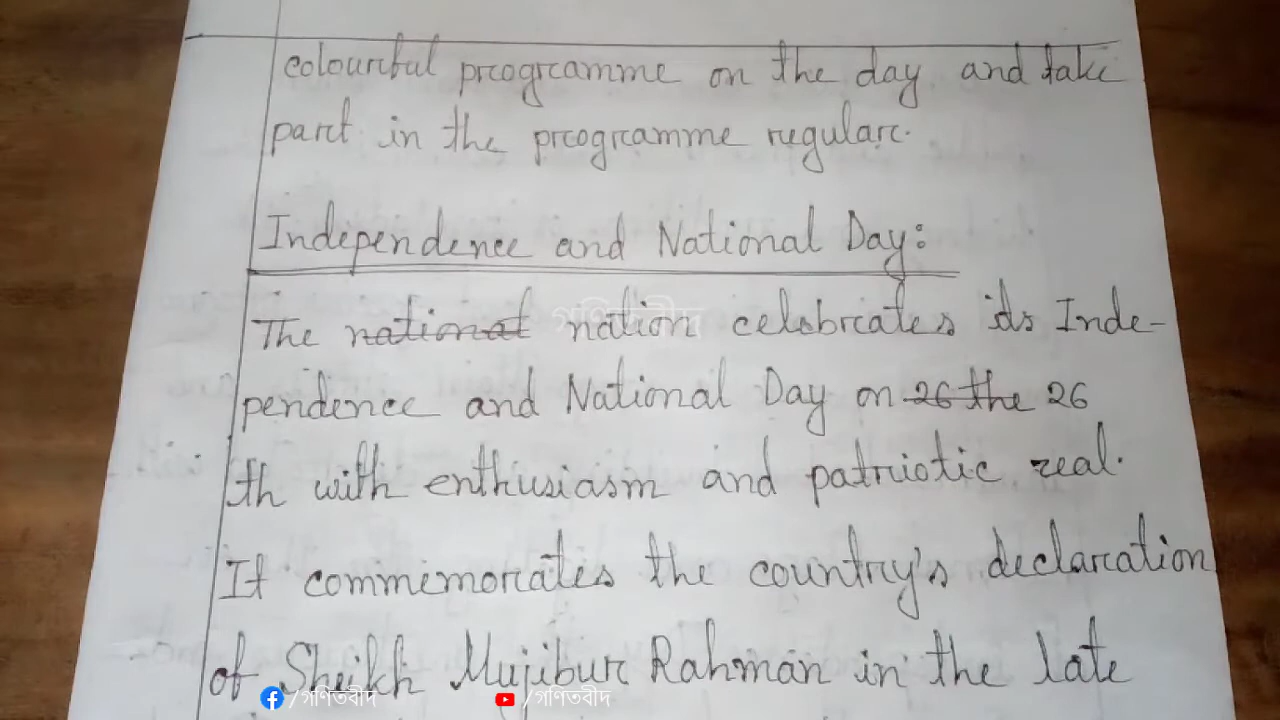 colourful programme on the day and take
part in the programme regular.
Independence and National Day:
The national nation celebrates its Inde-
গণিতবীদ
pendence and National Day on 26 the 26
th with enthusiasm and patriotic zeal.
It commemorates the country's declaration
of Sheikh Mujibur Rahman in the late
/গণিতবীদ /গণিতবীদ